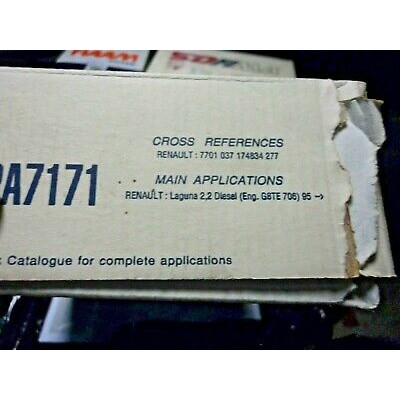 CROSS REFERENCES
RENAULT : 7701 037 174834 277
A7171
MAIN APPLICATIONS
RENAULT : Laguna 2,2 Diesel (Eng. G8TE 706) 95 →
: Catalogue for complete applications